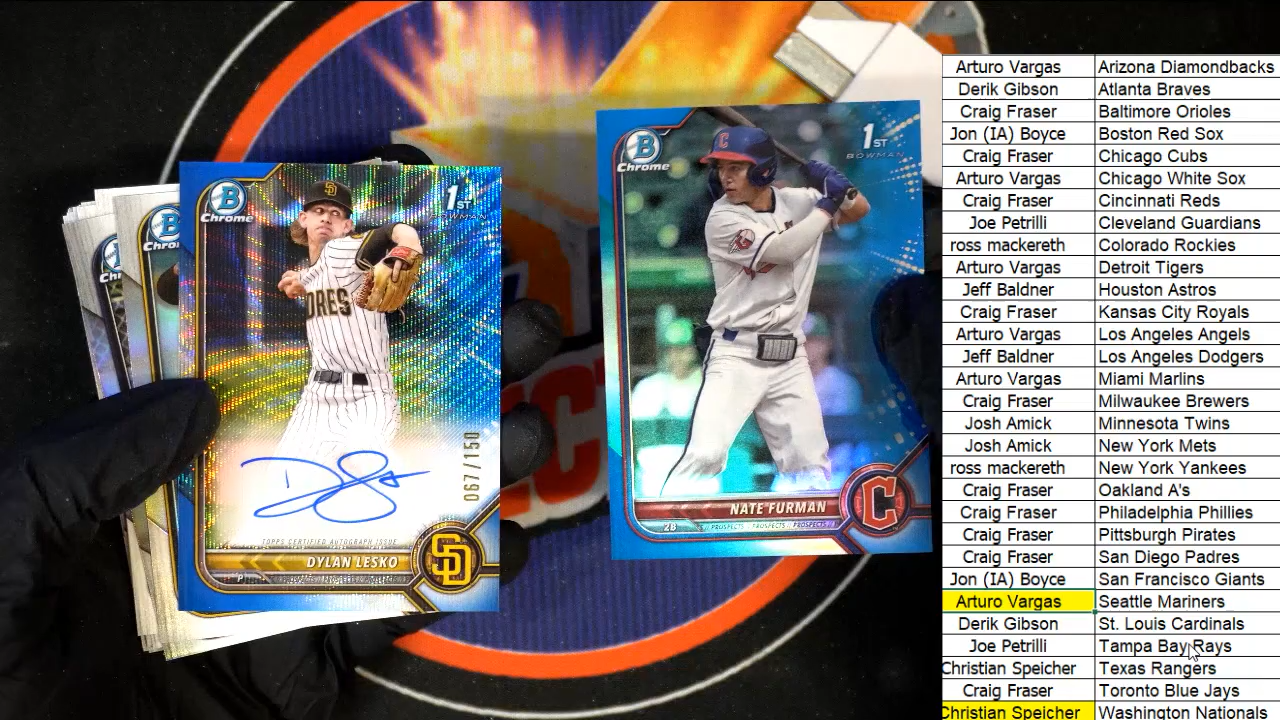 B
Chrome
1ST
BOWMAN
DRES
067/150
TOPPS CERTIFIED AUTOGRAPH ISSUE
DYLAN LESKO
P
SD
B
Chrome
1ST
BOWMAN
C
NATE FURMAN
2B
PROSPECTS // PROSPECTS // PROSPECTS //
C
Arturo Vargas Arizona Diamondbacks
Derik Gibson Atlanta Braves
Craig Fraser Baltimore Orioles
Jon (IA) Boyce Boston Red Sox
Craig Fraser Chicago Cubs
Arturo Vargas Chicago White Sox
Craig Fraser Cincinnati Reds
Joe Petrilli Cleveland Guardians
ross mackereth Colorado Rockies
Arturo Vargas Detroit Tigers
Jeff Baldner Houston Astros
Craig Fraser Kansas City Royals
Arturo Vargas Los Angeles Angels
Jeff Baldner Los Angeles Dodgers
Arturo Vargas Miami Marlins
Craig Fraser Milwaukee Brewers
Josh Amick Minnesota Twins
Josh Amick New York Mets
ross mackereth New York Yankees
Craig Fraser Oakland A's
Craig Fraser Philadelphia Phillies
Craig Fraser Pittsburgh Pirates
Craig Fraser San Diego Padres
Jon (IA) Boyce San Francisco Giants
Arturo Vargas Seattle Mariners
Derik Gibson St. Louis Cardinals
Joe Petrilli Tampa Bay Rays
Christian Speicher Texas Rangers
Craig Fraser Toronto Blue Jays
Christian Speicher Washington Nationals